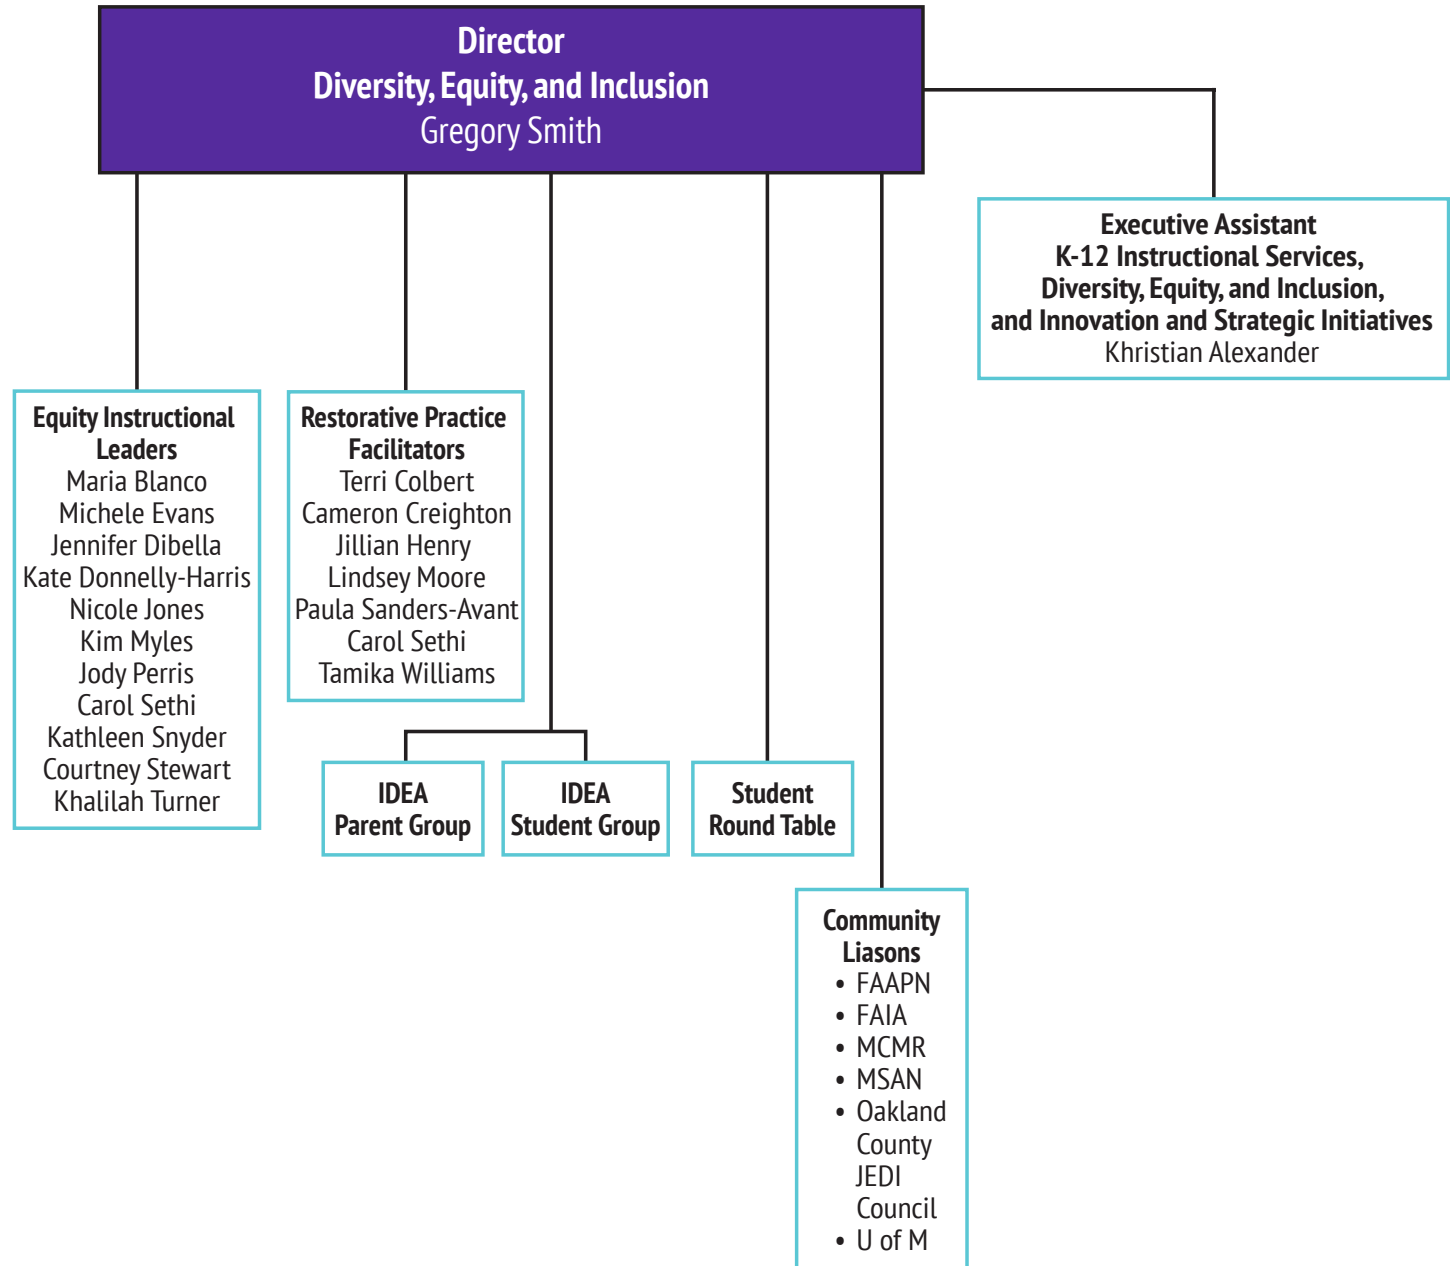 Director
Diversity, Equity, and Inclusion
Gregory Smith
Executive Assistant
K-12 Instructional Services,
Diversity, Equity, and Inclusion,
and Innovation and Strategic Initiatives
Khristian Alexander
Equity Instructional
Leaders
Maria Blanco
Michele Evans
Jennifer Dibella
Kate Donnelly-Harris
Nicole Jones
Kim Myles
Jody Perris
Carol Sethi
Kathleen Snyder
Courtney Stewart
Khalilah Turner
Restorative Practice
Facilitators
Terri Colbert
Cameron Creighton
Jillian Henry
Lindsey Moore
Paula Sanders-Avant
Carol Sethi
Tamika Williams
IDEA
Parent Group
IDEA
Student Group
Student
Round Table
Community
Liasons
• FAAPN
• FAIA
• MCMR
• MSAN
• Oakland
County
JEDI
Council
• U of M